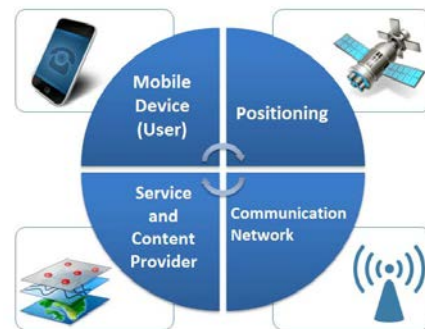 Mobile
Device
(User)
Positioning
Service
and
Content
Provider
Communication
Network